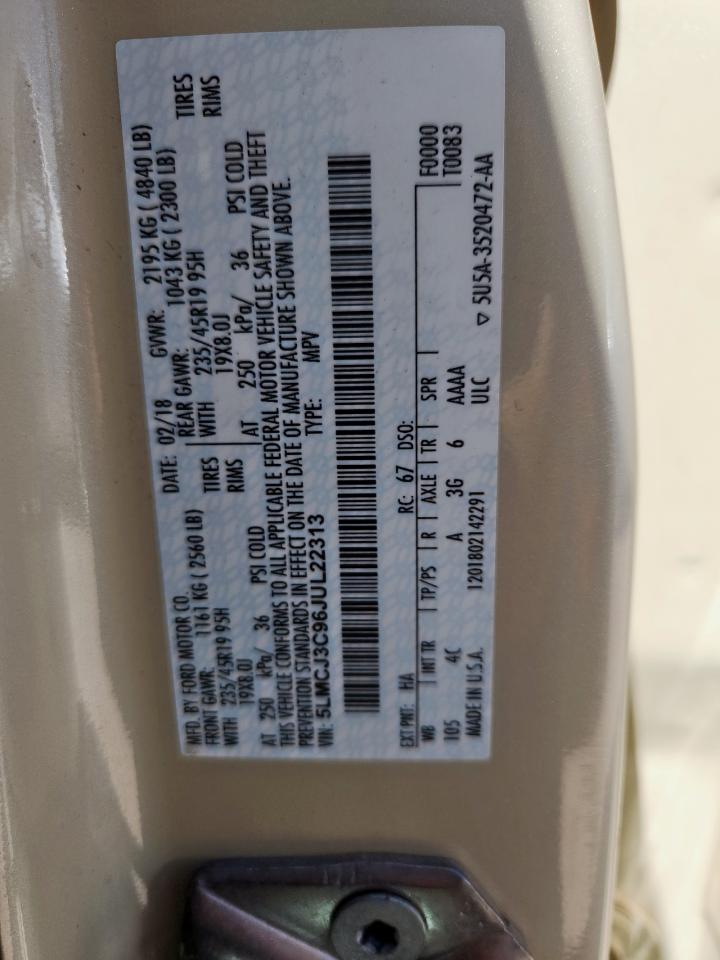 MFD. BY FORD MOTOR CO. DATE: 02/18 GVWR: 2195 KG ( 4840 LB)
FRONT GAWR: 1161 KG ( 2560 LB) REAR GAWR: 1043 KG ( 2300 LB)
WITH 235/45R19 95H TIRES WITH 235/45R19 95H TIRES
19X8.0J RIMS 19X8.0J RIMS
AT 250 kPa/ 36 PSI COLD AT 250 kPa/ 36 PSI COLD
THIS VEHICLE CONFORMS TO ALL APPLICABLE FEDERAL MOTOR VEHICLE SAFETY AND THEFT
PREVENTION STANDARDS IN EFFECT ON THE DATE OF MANUFACTURE SHOWN ABOVE.
VIN: 5LMCJ3C96JUL22313 TYPE: MPV
EXT PNT: HA RC: 67 DSO: F0000
WB INT TR TP/PS R AXLE TR SPR T0083
105 4C A 3G 6 AAAA
MADE IN U.S.A. 1201802142291 ULC ▽ 5U5A-3520472-AA